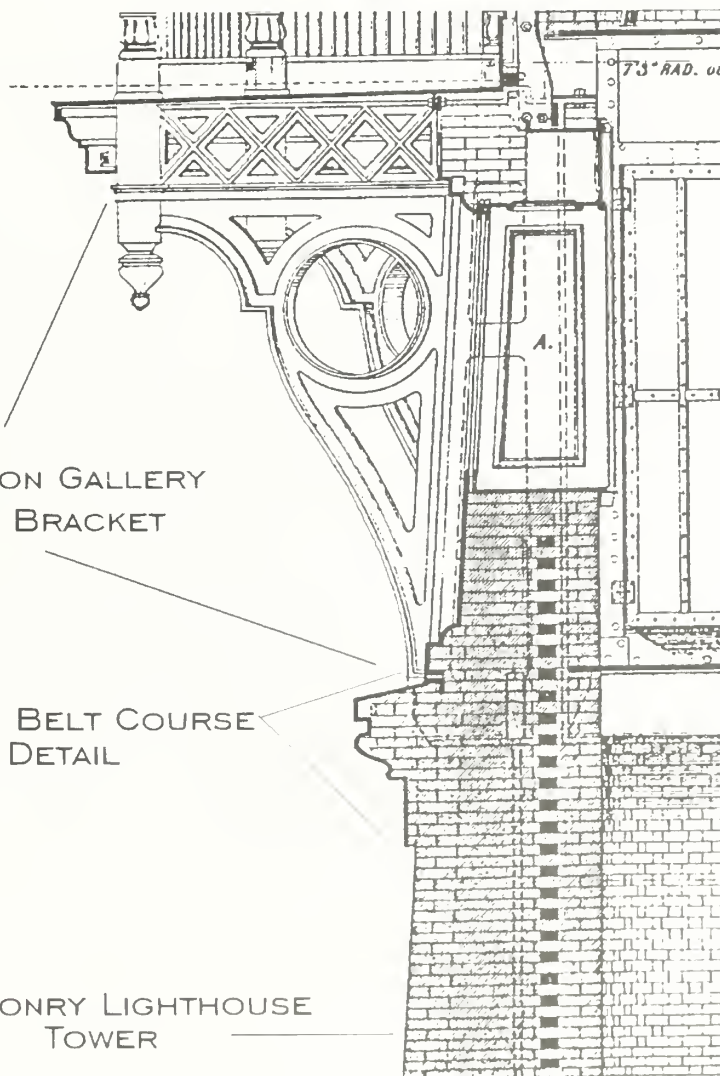 7'3" RAD.
A.
ON GALLERY
BRACKET
BELT COURSE
DETAIL
ONRY LIGHTHOUSE
TOWER